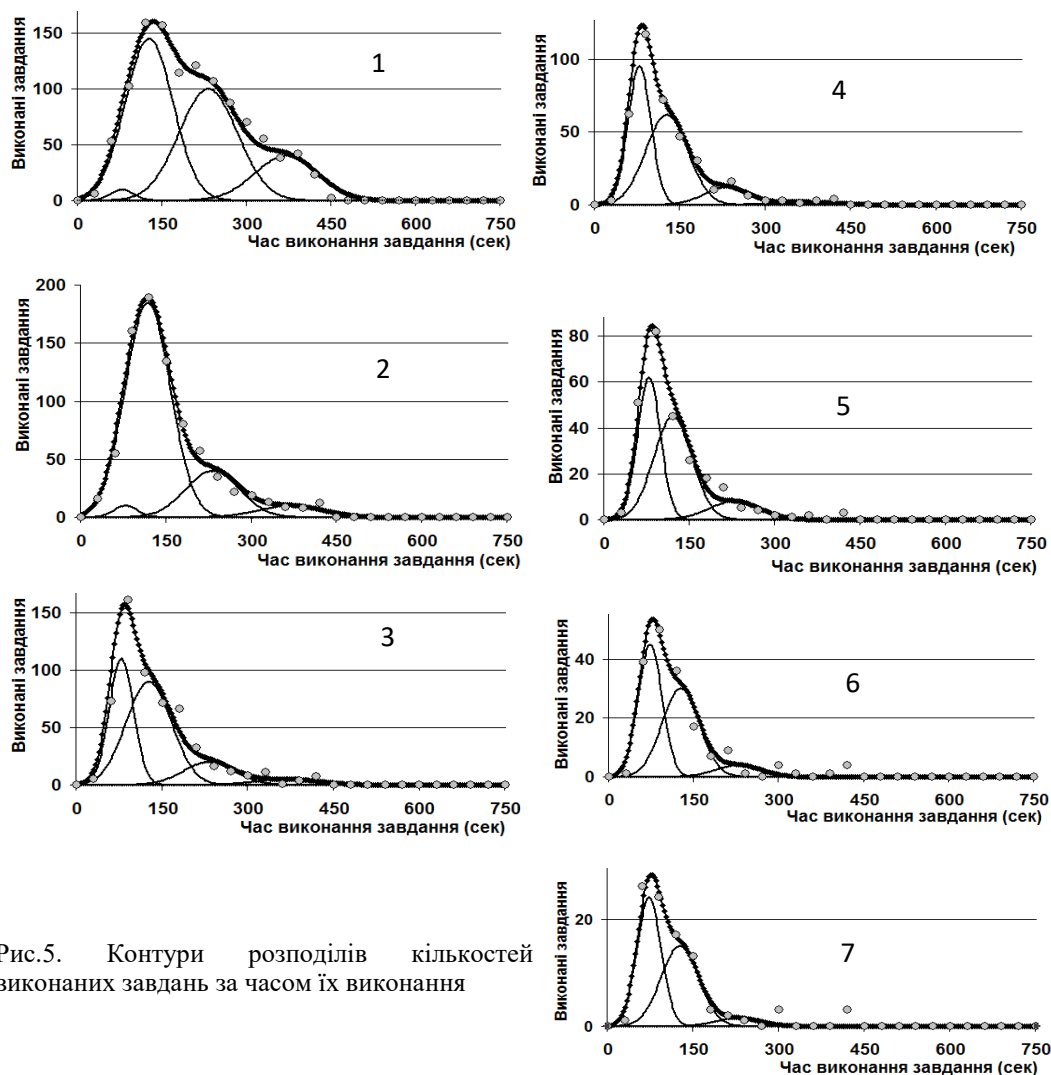 Виконані завдання
150
100
50
0
0 150 300 450 600 750
Час виконання завдання (сек)
1
Виконані завдання
200
150
100
50
0
0 150 300 450 600 750
Час виконання завдання (сек)
2
Виконані завдання
150
100
50
0
0 150 300 450 600 750
Час виконання завдання (сек)
3
Рис.5. Контури розподілів кількостей
виконаних завдань за часом їх виконання
Виконані завдання
100
50
0
0 150 300 450 600 750
Час виконання завдання (сек)
4
Виконані завдання
80
60
40
20
0
0 150 300 450 600 750
Час виконання завдання (сек)
5
Виконані завдання
40
20
0
0 150 300 450 600 750
Час виконання завдання (сек)
6
Виконані завдання
20
0
0 150 300 450 600 750
Час виконання завдання (сек)
7